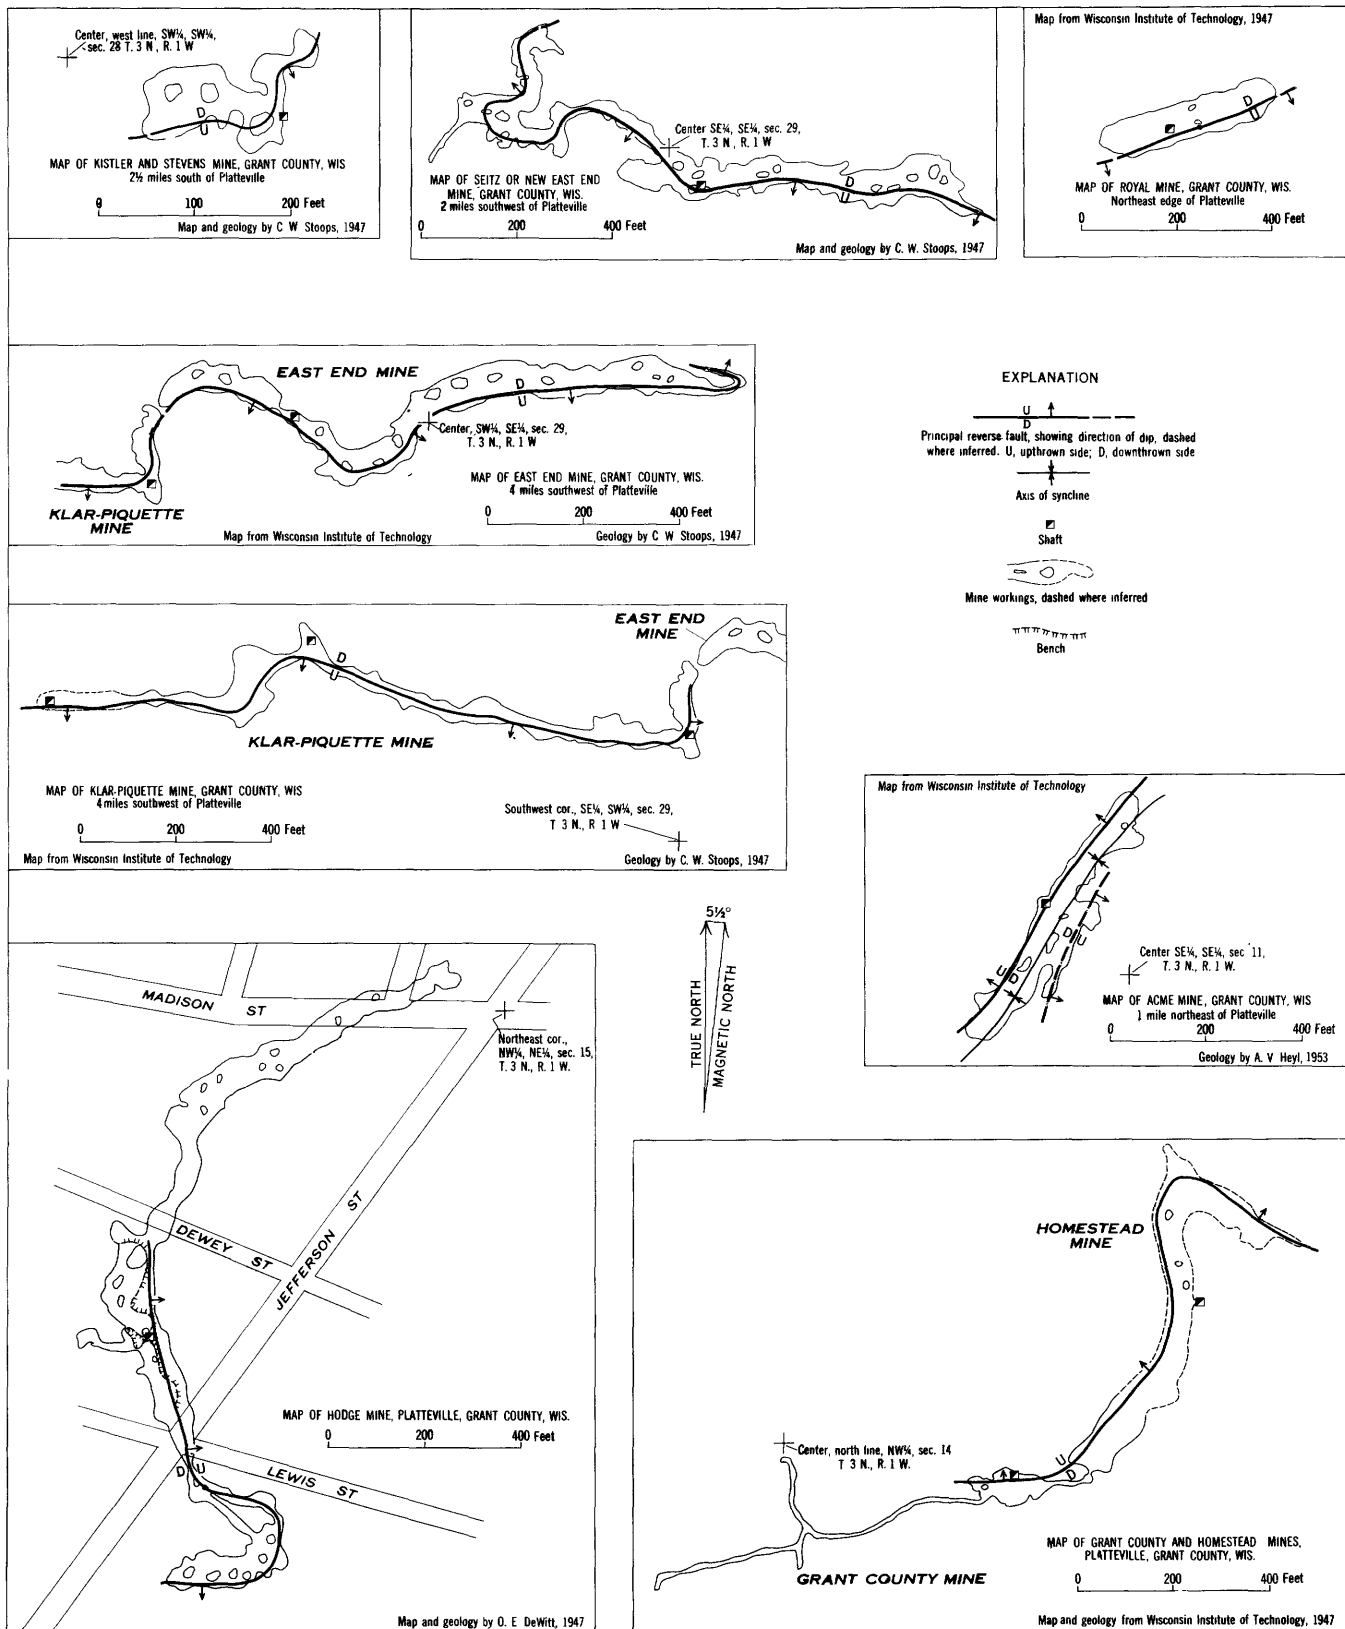 Center, west line, SW¼, SW¼,
sec. 28 T. 3 N, R. 1 W
D
U
MAP OF KISTLER AND STEVENS MINE, GRANT COUNTY, WIS
2½ miles south of Platteville
0 100 200 Feet
Map and geology by C W Stoops, 1947
Center SE¼, SE¼, sec. 29,
T. 3 N, R. 1 W
MAP OF SEITZ OR NEW EAST END
MINE, GRANT COUNTY, WIS.
2 miles southwest of Platteville
D
U
0 200 400 Feet
Map and geology by C. W. Stoops, 1947
Map from Wisconsin Institute of Technology, 1947
D
U
MAP OF ROYAL MINE, GRANT COUNTY, WIS.
Northeast edge of Platteville
0 200 400 Feet
EAST END MINE
D
U
Center, SW¼, SE¼, sec. 29,
T. 3 N., R. 1 W
KLAR-PIQUETTE
MINE
MAP OF EAST END MINE, GRANT COUNTY, WIS.
4 miles southwest of Platteville
0 200 400 Feet
Map from Wisconsin Institute of Technology
Geology by C W Stoops, 1947
EXPLANATION
U
D
Principal reverse fault, showing direction of dip, dashed
where inferred. U, upthrown side; D, downthrown side
Axis of syncline
Shaft
Mine workings, dashed where inferred
Bench
EAST END
MINE
D
U
KLAR-PIQUETTE MINE
MAP OF KLAR-PIQUETTE MINE, GRANT COUNTY, WIS
4 miles southwest of Platteville
0 200 400 Feet
Southwest cor., SE¼, SW¼, sec. 29,
T 3 N., R 1 W
Map from Wisconsin Institute of Technology
Geology by C. W. Stoops, 1947
Map from Wisconsin Institute of Technology
D U
U D
Center SE¼, SE¼, sec 11,
T. 3 N., R. 1 W.
MAP OF ACME MINE, GRANT COUNTY, WIS
1 mile northeast of Platteville
0 200 400 Feet
Geology by A. V Heyl, 1953
5½°
TRUE NORTH
MAGNETIC NORTH
MADISON ST
Northeast cor.,
NW¼, NE¼, sec. 15,
T. 3 N., R. 1 W.
DEWEY ST
JEFFERSON ST
MAP OF HODGE MINE, PLATTEVILLE, GRANT COUNTY, WIS.
0 200 400 Feet
D U
LEWIS ST
Map and geology by O. E DeWitt, 1947
HOMESTEAD
MINE
Center, north line, NW¼, sec. 14
T 3 N., R. 1 W.
U
D
GRANT COUNTY MINE
MAP OF GRANT COUNTY AND HOMESTEAD MINES,
PLATTEVILLE, GRANT COUNTY, WIS.
0 200 400 Feet
Map and geology from Wisconsin Institute of Technology, 1947